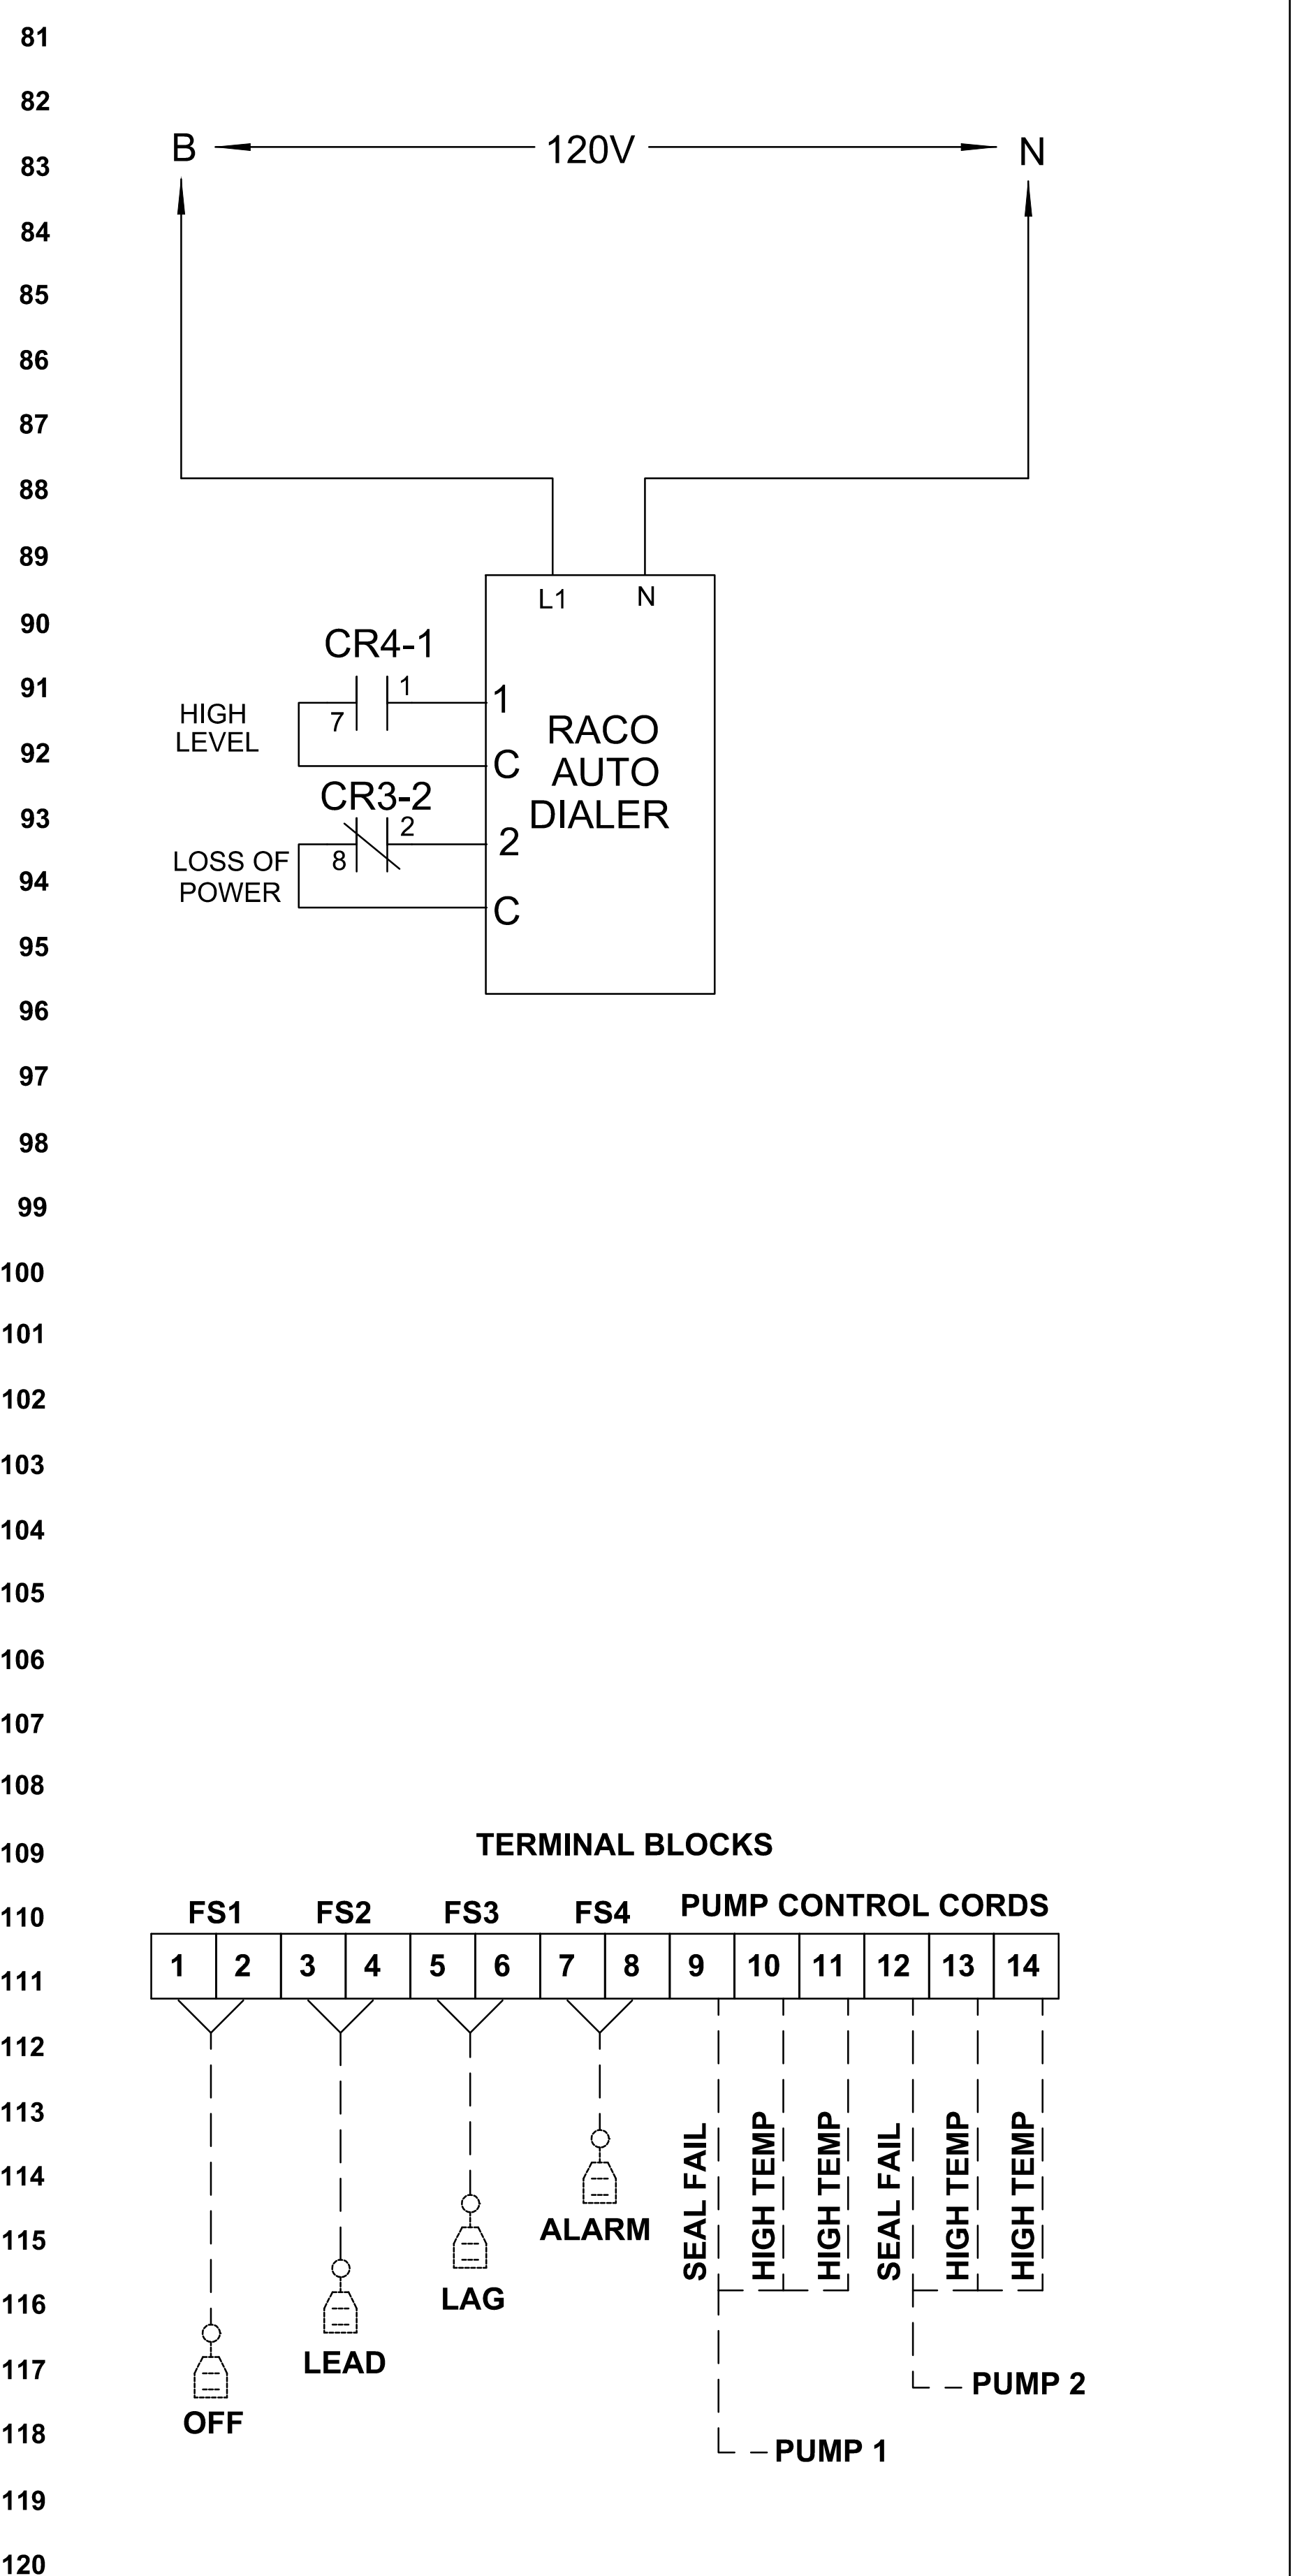 81
82
B 120V N
83
84
85
86
87
88
89
L1 N
90
CR4-1
91
7 1 1
HIGH
LEVEL
RACO
AUTO
DIALER
92
C
CR3-2
93
8 2 2
LOSS OF
POWER
94
C
95
96
97
98
99
100
101
102
103
104
105
106
107
108
109
TERMINAL BLOCKS
110
FS1 FS2 FS3 FS4 PUMP CONTROL CORDS
111
1 2 3 4 5 6 7 8 9 10 11 12 13 14
112
113
SEAL FAIL
HIGH TEMP
HIGH TEMP
SEAL FAIL
HIGH TEMP
HIGH TEMP
114
115
ALARM
116
LAG
117
LEAD
PUMP 2
118
OFF
PUMP 1
119
120